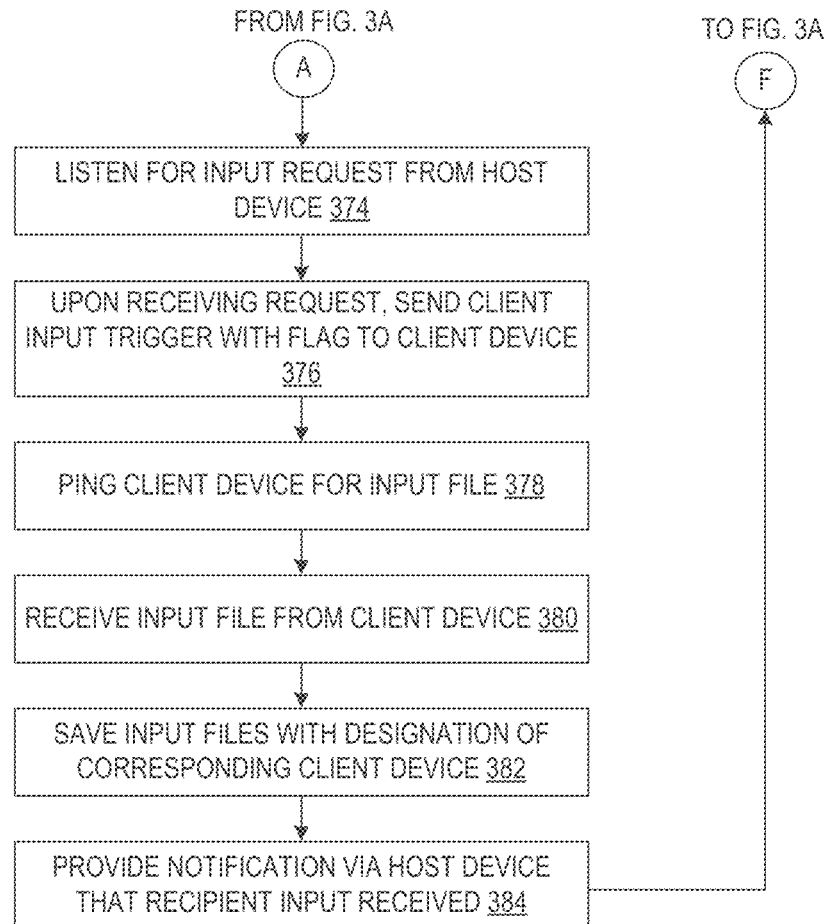 FROM FIG. 3A
A
TO FIG. 3A
F
LISTEN FOR INPUT REQUEST FROM HOST
DEVICE 374
UPON RECEIVING REQUEST, SEND CLIENT
INPUT TRIGGER WITH FLAG TO CLIENT DEVICE
376
PING CLIENT DEVICE FOR INPUT FILE 378
RECEIVE INPUT FILE FROM CLIENT DEVICE 380
SAVE INPUT FILES WITH DESIGNATION OF
CORRESPONDING CLIENT DEVICE 382
PROVIDE NOTIFICATION VIA HOST DEVICE
THAT RECIPIENT INPUT RECEIVED 384